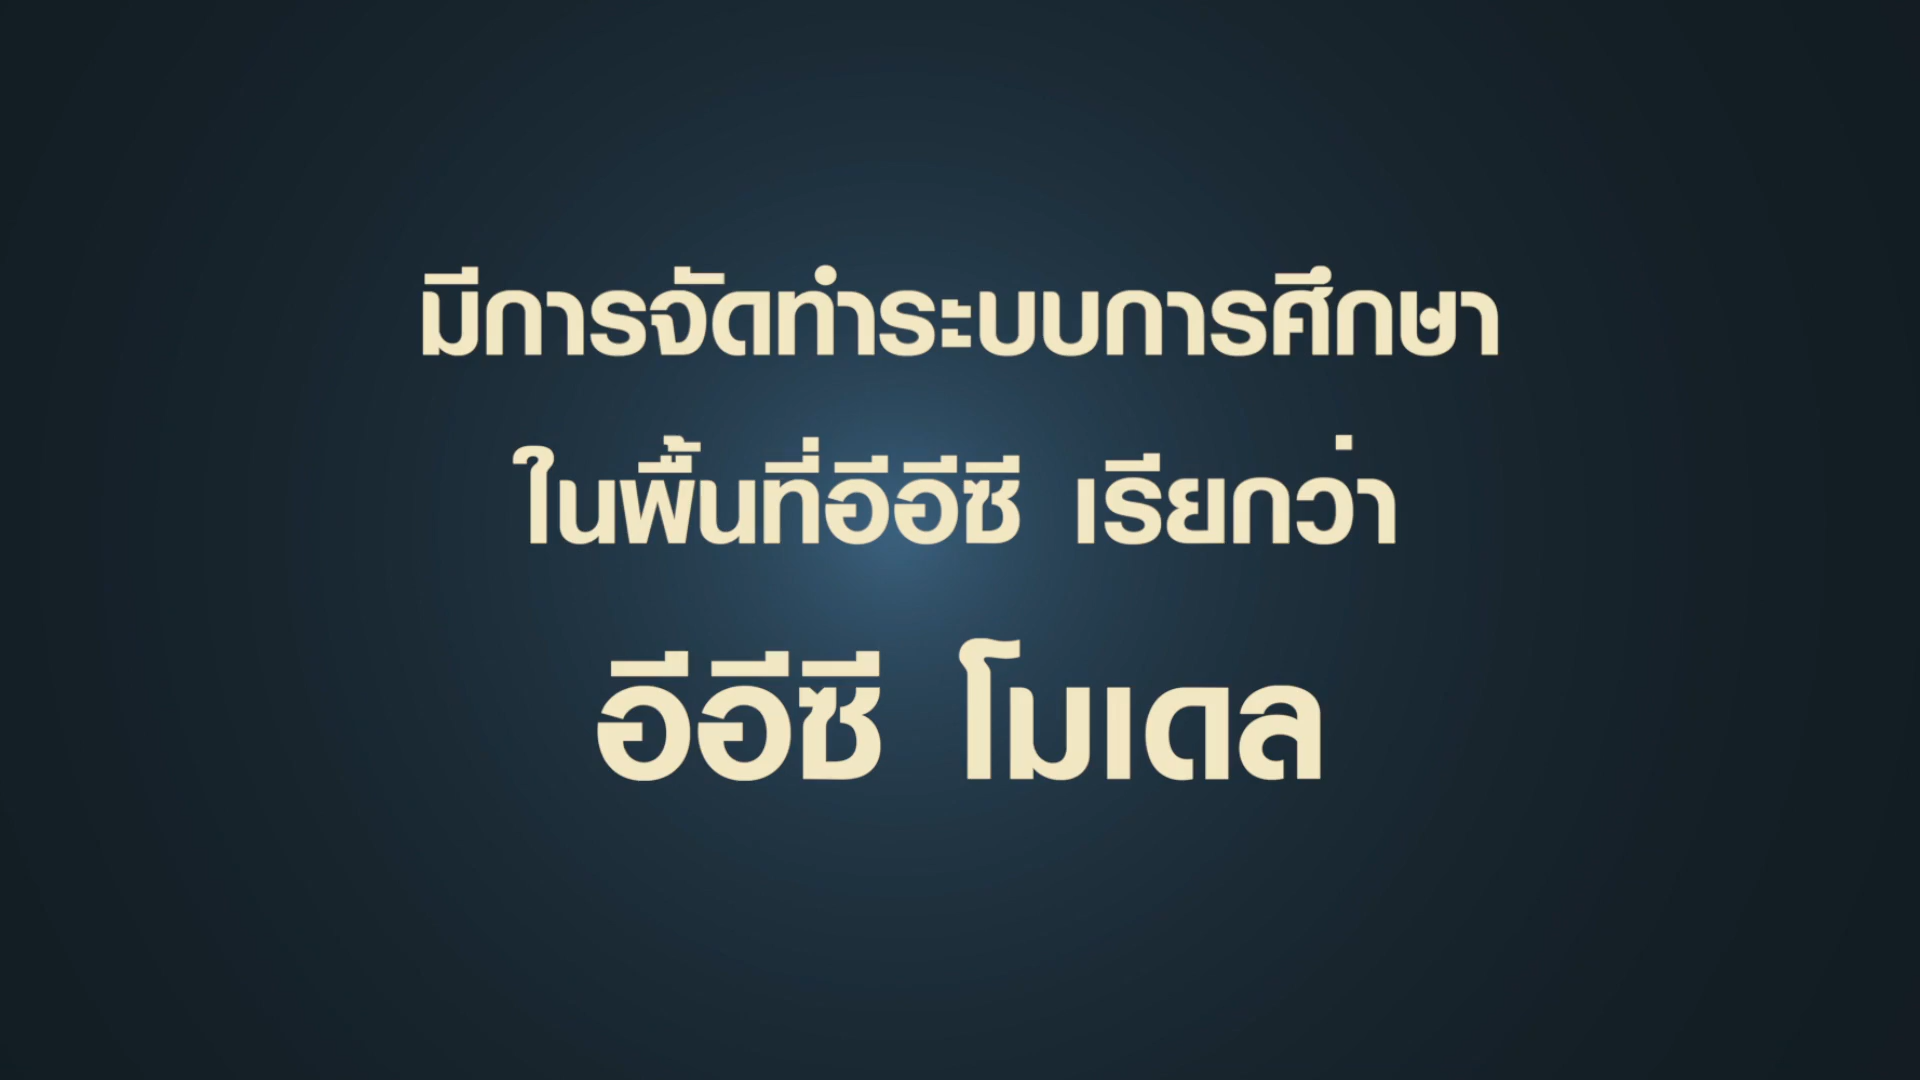 มีการจัดทำระบบการศึกษา
ในพื้นที่อีอีซี เรียกว่า
อีอีซี โมเดล